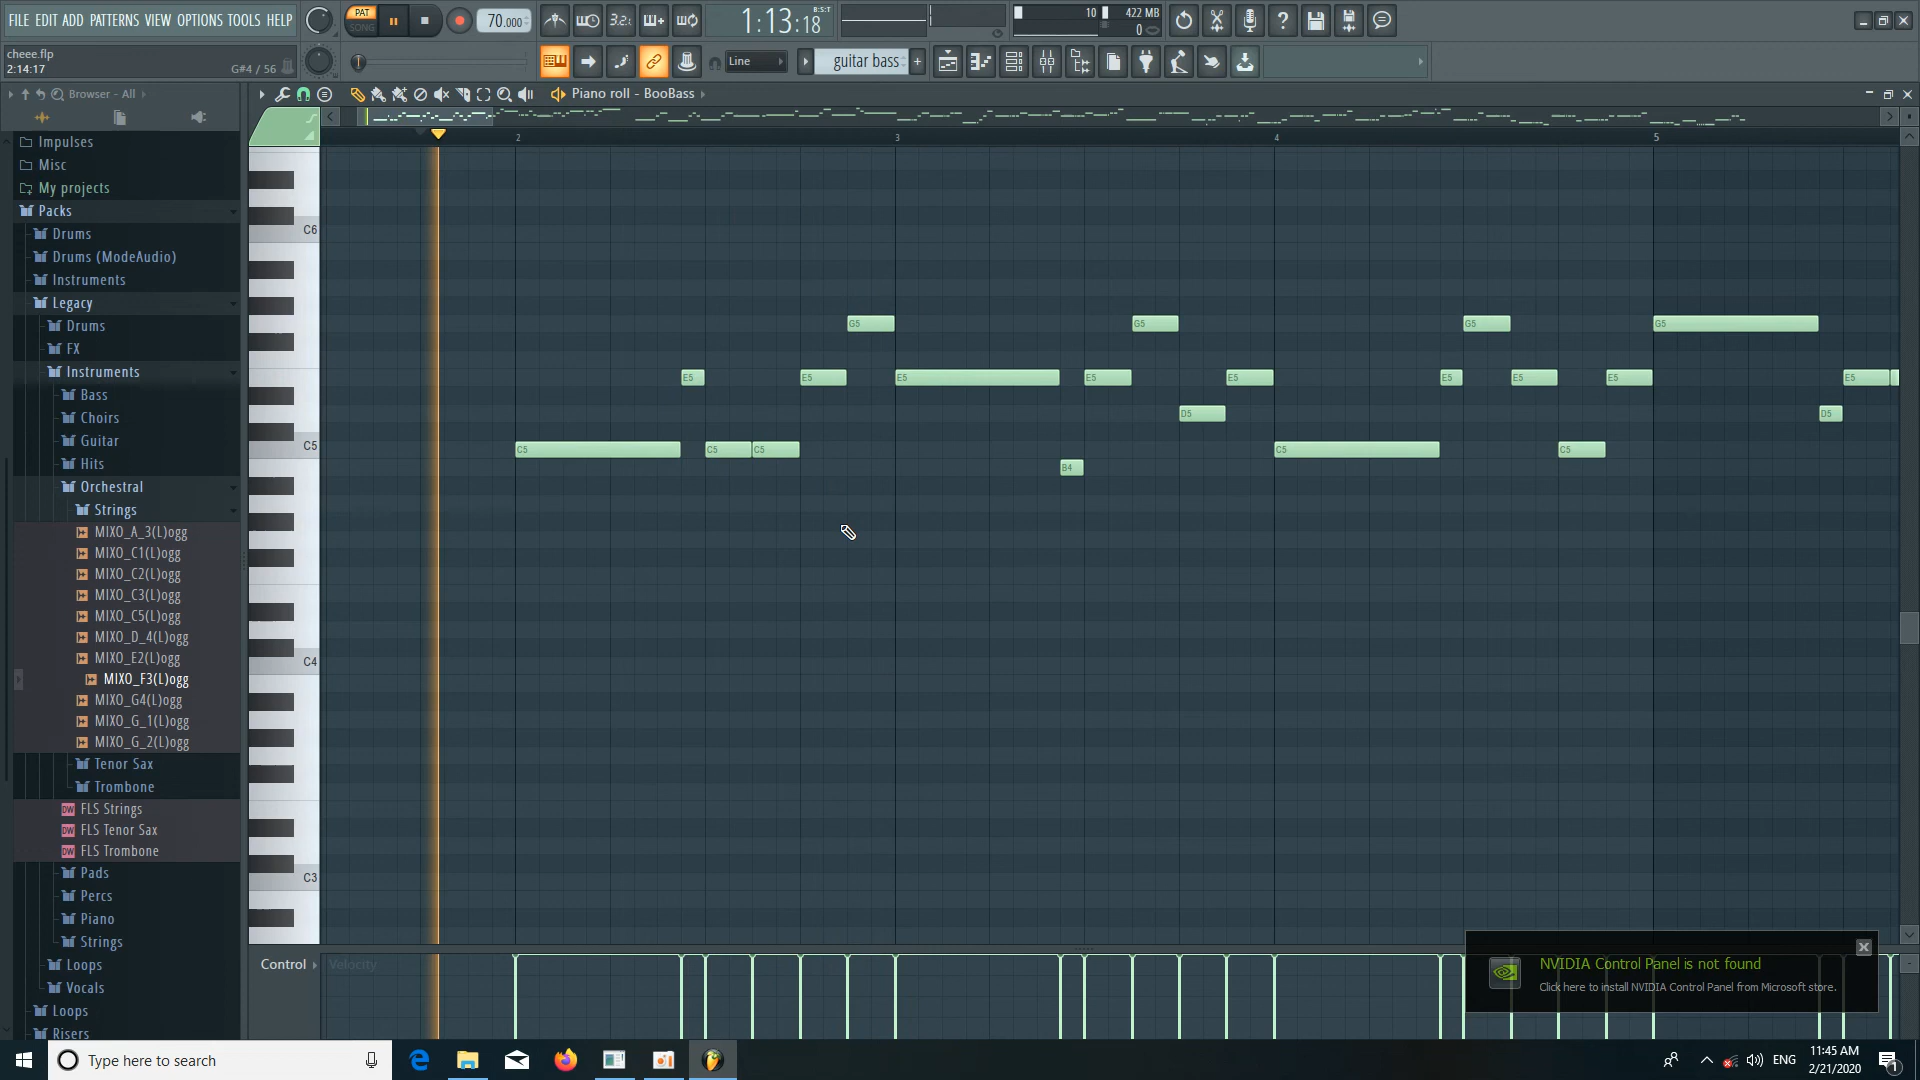 FILE EDIT ADD PATTERNS VIEW OPTIONS TOOLS HELP
PAT
SONG
70.000
3.2.
1:13:18
B:S:T
10
422 MB
0
cheee.flp
2:14:17
G#4 / 56
Line
guitar bass
Browser - All
Piano roll - BooBass
2
3
4
5
Impulses
Misc
My projects
Packs
Drums
Drums (ModeAudio)
Instruments
Legacy
Drums
FX
Instruments
Bass
Choirs
Guitar
Hits
Orchestral
Strings
MIXO_A_3(L)ogg
MIXO_C1(L)ogg
MIXO_C2(L)ogg
MIXO_C3(L)ogg
MIXO_C5(L)ogg
MIXO_D_4(L)ogg
MIXO_E2(L)ogg
MIXO_F3(L)ogg
MIXO_G4(L)ogg
MIXO_G_1(L)ogg
MIXO_G_2(L)ogg
Tenor Sax
Trombone
FLS Strings
FLS Tenor Sax
FLS Trombone
Pads
Percs
Piano
Strings
Loops
Vocals
Loops
Risers
C6
G5 G5 G5 G5
E5 E5 E5 E5 E5 E5 E5 E5 E5
D5 D5
C5
C5 C5 C5 C5 C5
B4
C4
C3
Control
Velocity
NVIDIA Control Panel is not found
Click here to install NVIDIA Control Panel from Microsoft store.
Type here to search
ENG
11:45 AM
2/21/2020
1